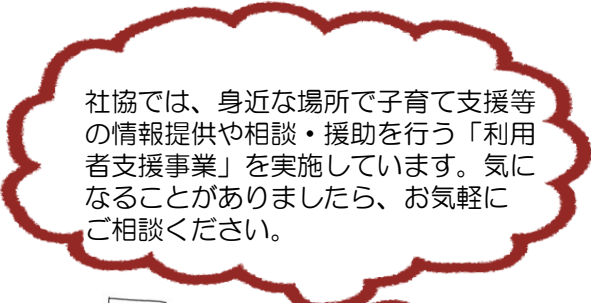 社協では、身近な場所で子育て支援等
の情報提供や相談・援助を行う「利用
者支援事業」を実施しています。気に
なることがありましたら、お気軽に
ご相談ください。